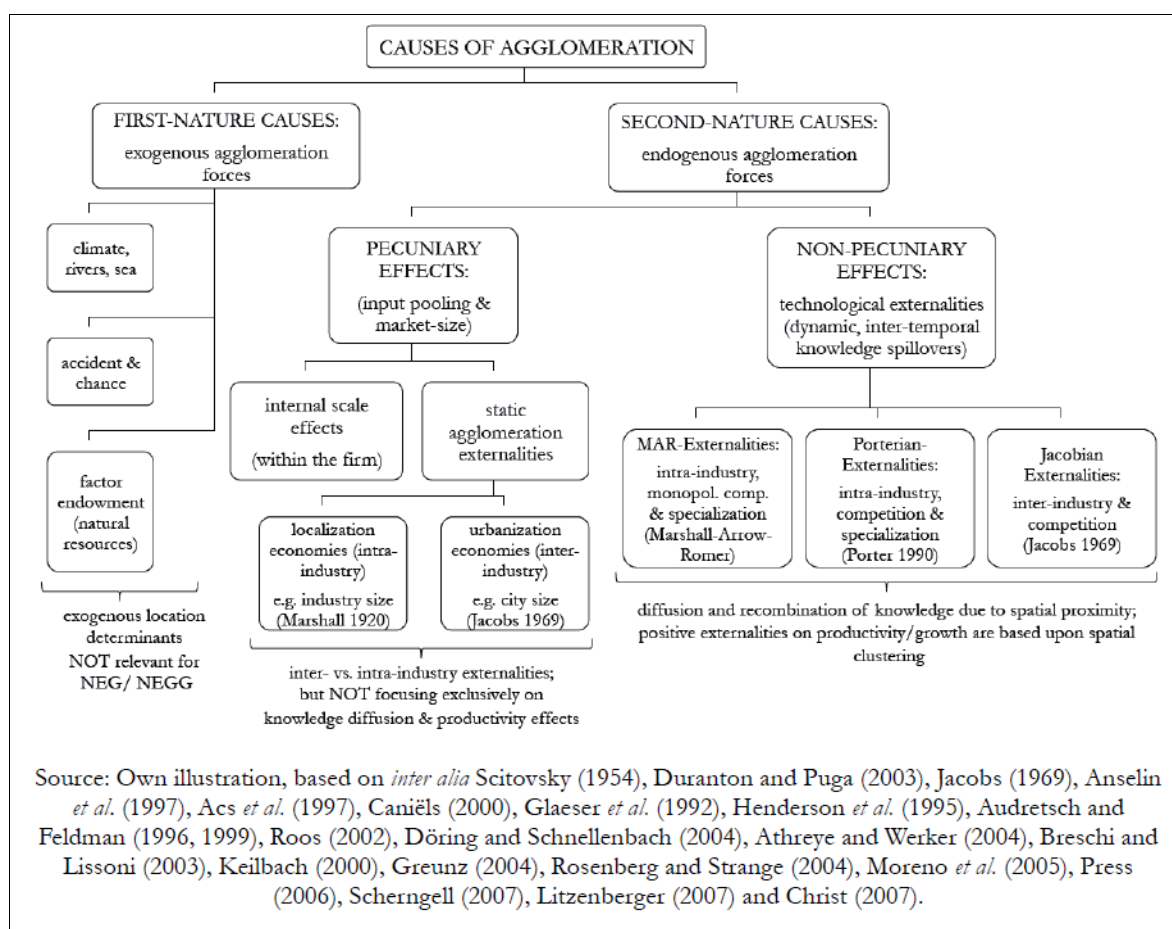 CAUSES OF AGGLOMERATION
FIRST-NATURE CAUSES:
exogenous agglomeration
forces
SECOND-NATURE CAUSES:
endogenous agglomeration
forces
climate,
rivers, sea
accident &
chance
factor
endowment
(natural
resources)
exogenous location
determinants
NOT relevant for
NEG/ NEGG
PECUNIARY
EFFECTS:
(input pooling &
market-size)
internal scale
effects
(within the firm)
static
agglomeration
externalities
localization
economies (intra-
industry)
e.g. industry size
(Marshall 1920)
urbanization
economies (inter-
industry)
e.g. city size
(Jacobs 1969)
inter- vs. intra-industry externalities;
but NOT focusing exclusively on
knowledge diffusion & productivity effects
NON-PECUNIARY
EFFECTS:
technological externalities
(dynamic, inter-temporal
knowledge spillovers)
MAR-Externalities:
intra-industry,
monopol. comp.
& specialization
(Marshall-Arrow-
Romer)
Porterian-
Externalities:
intra-industry,
competition &
specialization
(Porter 1990)
Jacobian
Externalities:
inter-industry &
competition
(Jacobs 1969)
diffusion and recombination of knowledge due to spatial proximity;
positive externalities on productivity/growth are based upon spatial
clustering
Source: Own illustration, based on inter alia Scitovsky (1954), Duranton and Puga (2003), Jacobs (1969), Anselin
et al. (1997), Acs et al. (1997), Caniëls (2000), Glaeser et al. (1992), Henderson et al. (1995), Audretsch and
Feldman (1996, 1999), Roos (2002), Döring and Schnellenbach (2004), Athreye and Werker (2004), Breschi and
Lissoni (2003), Keilbach (2000), Greunz (2004), Rosenberg and Strange (2004), Moreno et al. (2005), Press
(2006), Scherngell (2007), Litzenberger (2007) and Christ (2007).